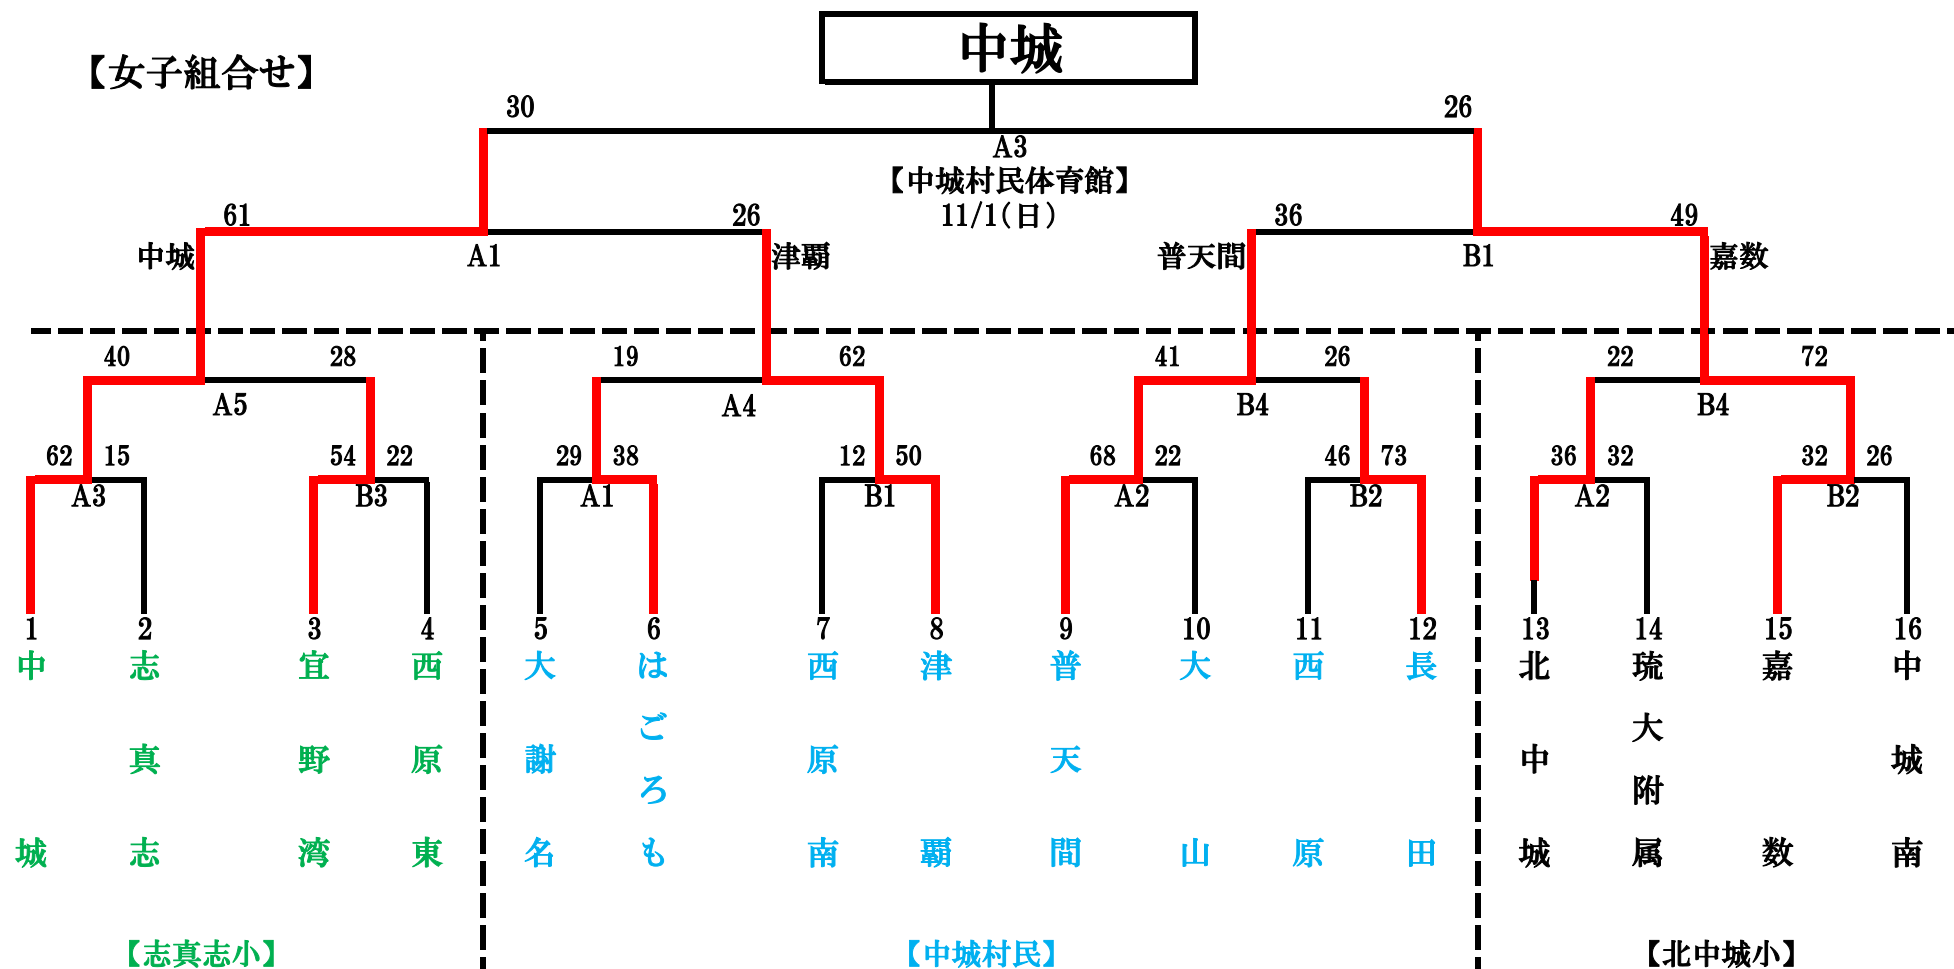 中城
【女子組合せ】
30 26
A3
【中城村民体育館】
11/1(日)
61 26 36 49
中城 A1 津覇 普天間 B1 嘉数
40 28 19 62 41 26 22 72
A5 A4 B4 B4
62 15 54 22 29 38 12 50 68 22 46 73 36 32 32 26
A3 B3 A1 B1 A2 B2 A2 B2
1 2 3 4 5 6 7 8 9 10 11 12 13 14 15 16
中城
志真志
宜野湾
西原東
大謝名
はごろも
西原南
津覇
普天間
大山
西原
長田
北中城
琉大附属
嘉数
中城南
【志真志小】 【中城村民】 【北中城小】